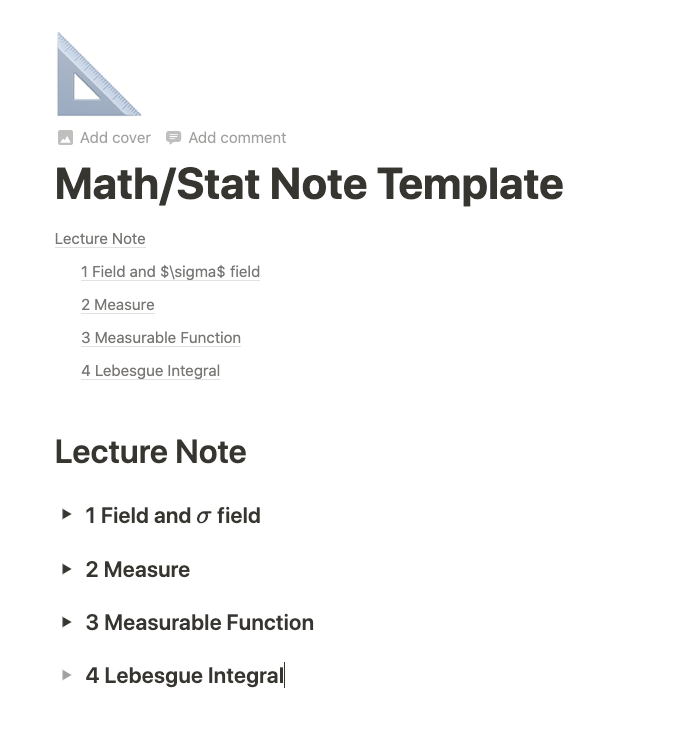 Add cover Add comment
Math/Stat Note Template
Lecture Note
1 Field and $\sigma$ field
2 Measure
3 Measurable Function
4 Lebesgue Integral
Lecture Note
1 Field and σ field
2 Measure
3 Measurable Function
4 Lebesgue Integral